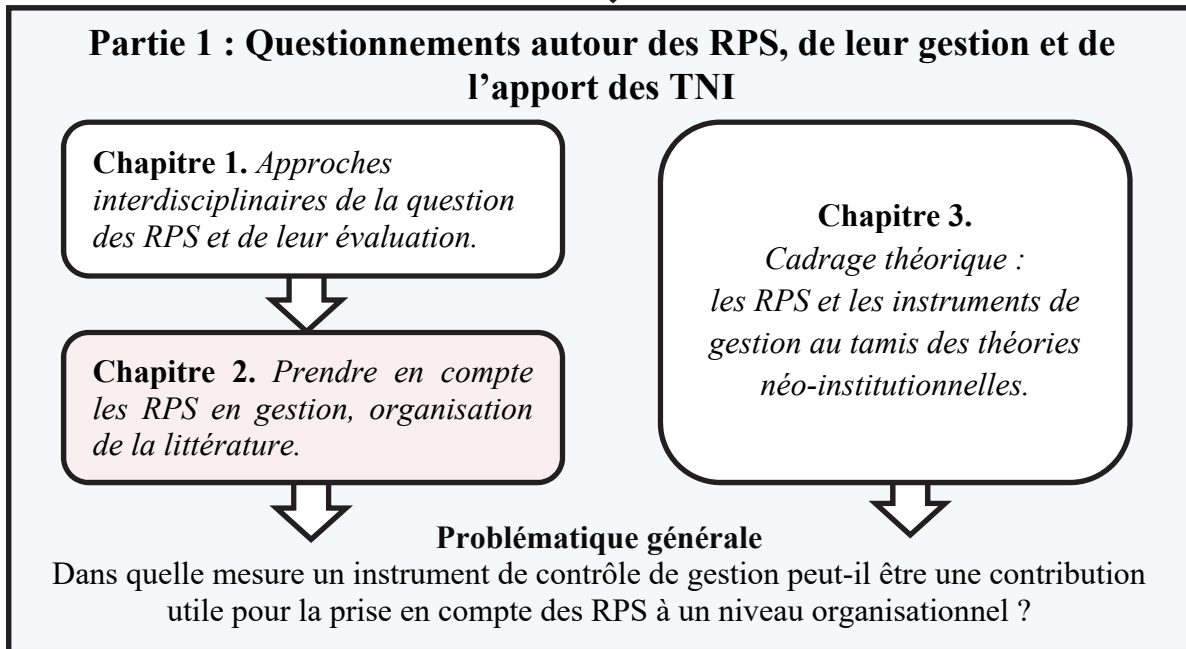 Partie 1 : Questionnements autour des RPS, de leur gestion et de
l'apport des TNI
Chapitre 1. Approches
interdisciplinaires de la question
des RPS et de leur évaluation.
Chapitre 2. Prendre en compte
les RPS en gestion, organisation
de la littérature.
Chapitre 3.
Cadrage théorique :
les RPS et les instruments de
gestion au tamis des théories
néo-institutionnelles.
Problématique générale
Dans quelle mesure un instrument de contrôle de gestion peut-il être une contribution
utile pour la prise en compte des RPS à un niveau organisationnel ?